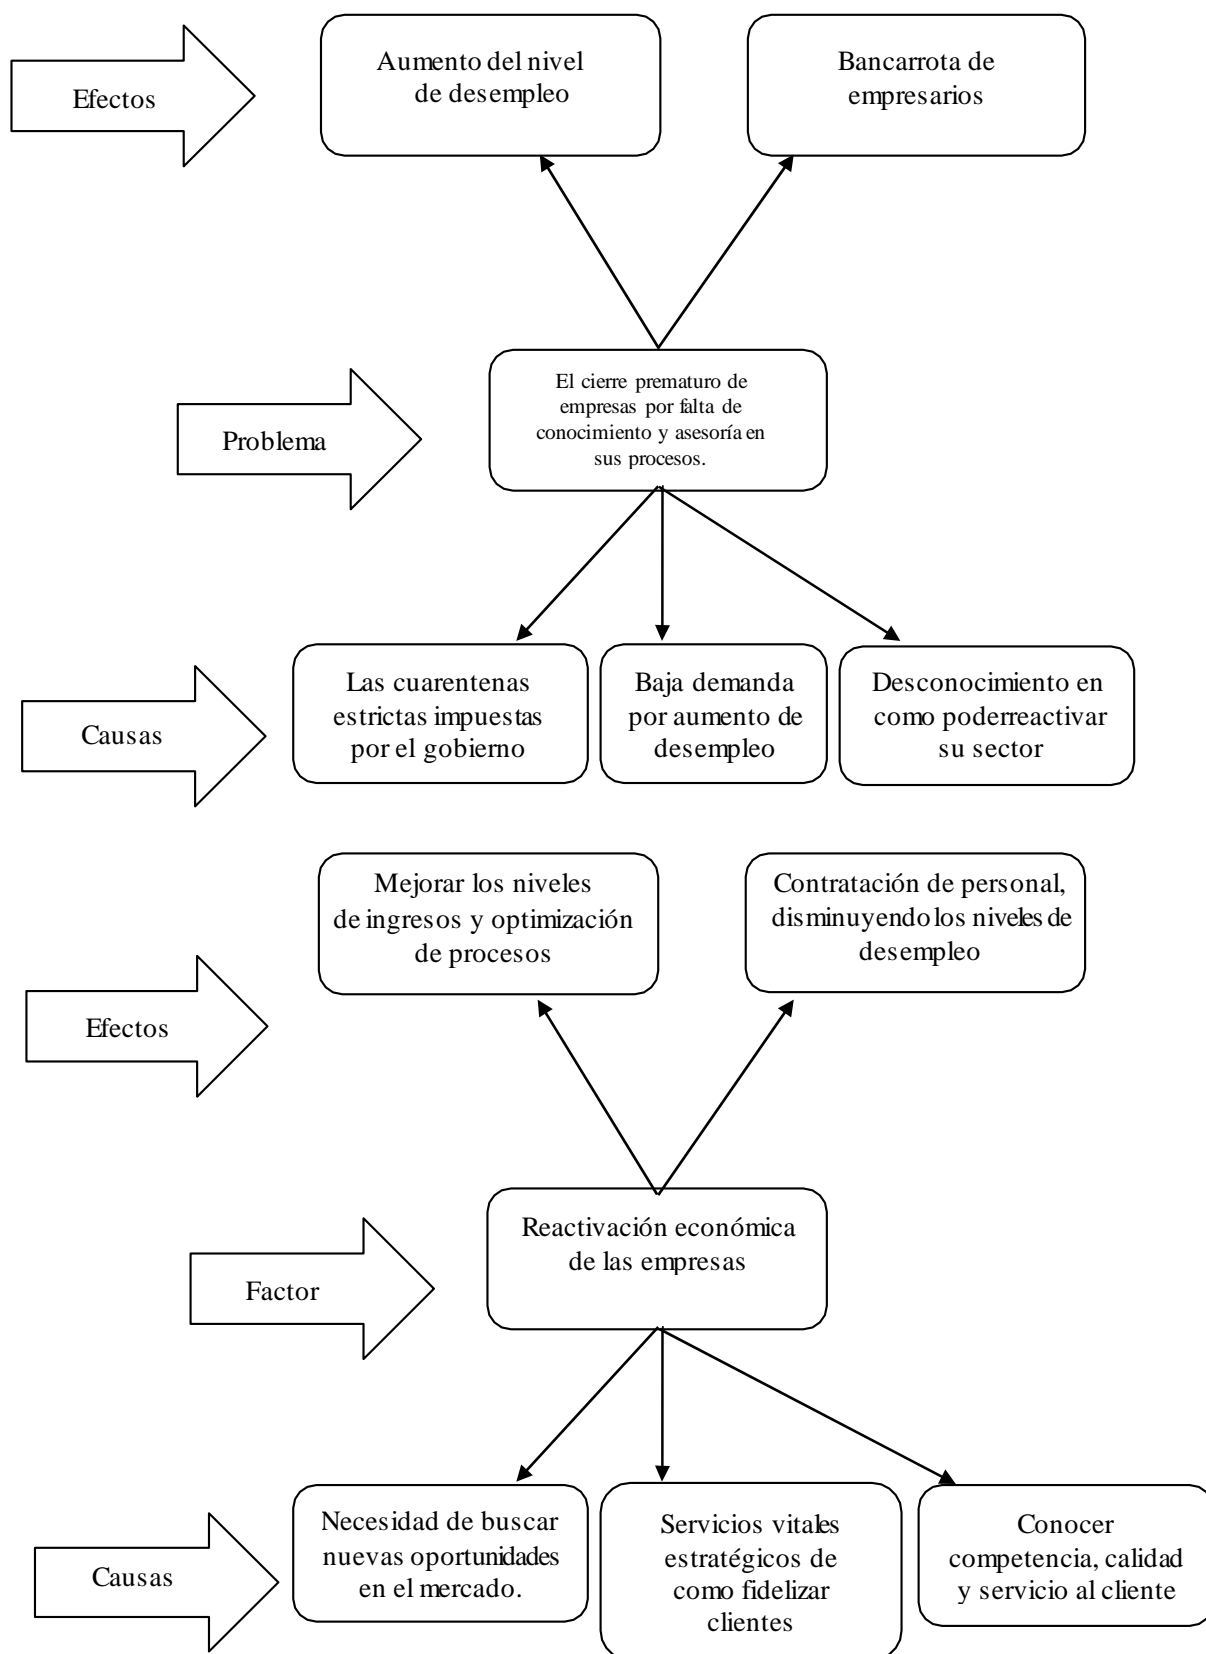 Efectos
Aumento del nivel
de desempleo
Bancarrota de
empresarios
Problema
El cierre prematuro de
empresas por falta de
conocimiento y asesoría en
sus procesos.
Causas
Las cuarentenas
estrictas impuestas
por el gobierno
Baja demanda
por aumento de
desempleo
Desconocimiento en
como poderreactivar
su sector
Efectos
Mejorar los niveles
de ingresos y optimización
de procesos
Contratación de personal,
disminuyendo los niveles de
desempleo
Factor
Reactivación económica
de las empresas
Causas
Necesidad de buscar
nuevas oportunidades
en el mercado.
Servicios vitales
estratégicos de
como fidelizar
clientes
Conocer
competencia, calidad
y servicio al cliente